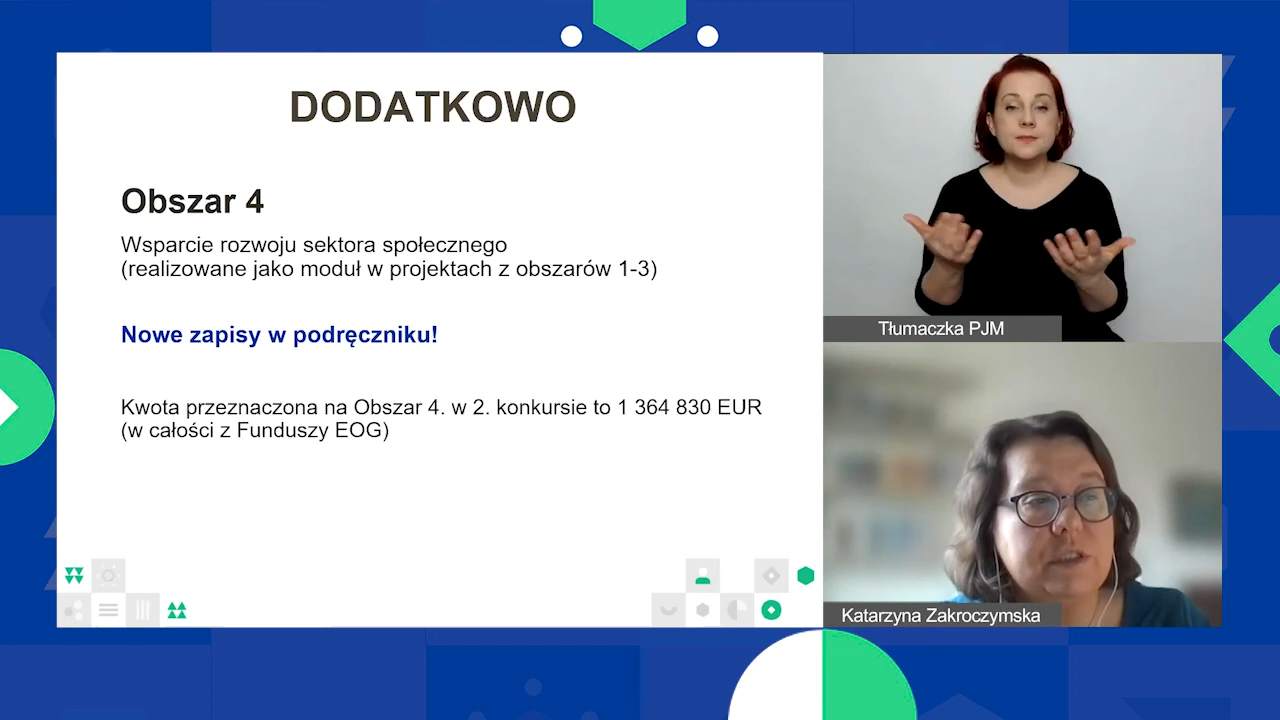 DODATKOWO
Obszar 4
Wsparcie rozwoju sektora społecznego
(realizowane jako moduł w projektach z obszarów 1-3)
Nowe zapisy w podręczniku!
Kwota przeznaczona na Obszar 4. w 2. konkursie to 1 364 830 EUR
(w całości z Funduszy EOG)
Tłumaczka PJM
Katarzyna Zakroczymska